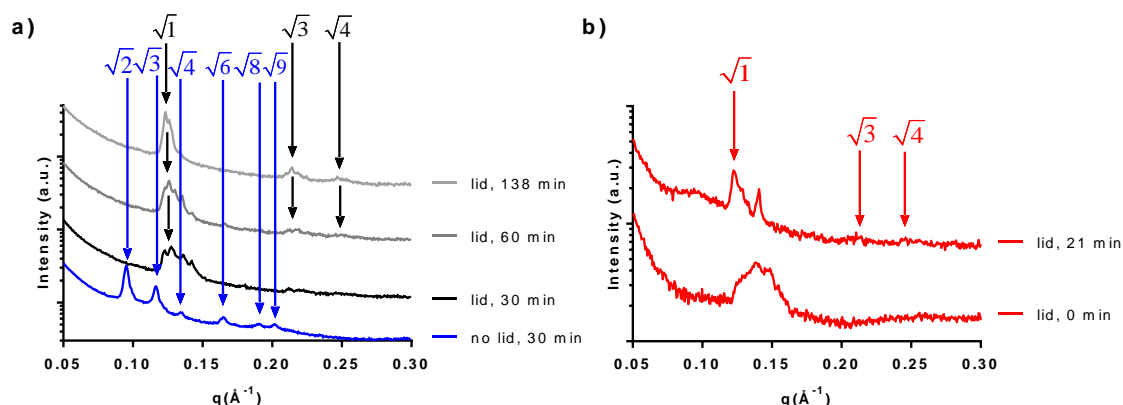 a)
√1
√3
√4
√2
√3
√4
√6
√8
√9
Intensity (a.u.)
lid, 138 min
lid, 60 min
lid, 30 min
no lid, 30 min
0.05
0.10
0.15
0.20
0.25
0.30
q(Å⁻¹)
b)
√1
√3
√4
Intensity (a.u.)
lid, 21 min
lid, 0 min
0.05
0.10
0.15
0.20
0.25
0.30
q(Å⁻¹)